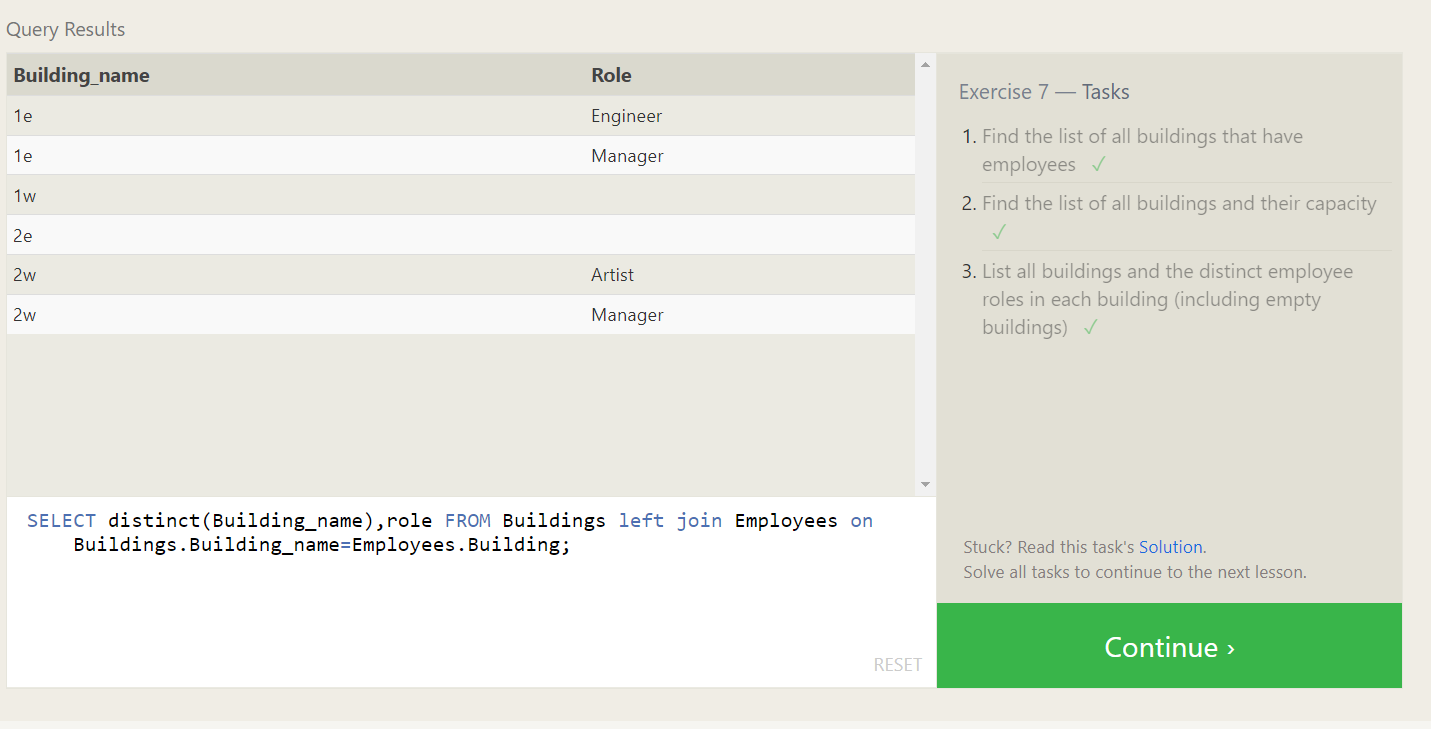 Query Results
Building_name Role
1e Engineer
1e Manager
1w
2e
2w Artist
2w Manager
SELECT distinct(Building_name),role FROM Buildings left join Employees on
Buildings.Building_name=Employees.Building;
RESET
Exercise 7 — Tasks
1. Find the list of all buildings that have
employees ✓
2. Find the list of all buildings and their capacity
✓
3. List all buildings and the distinct employee
roles in each building (including empty
buildings) ✓
Stuck? Read this task's Solution.
Solve all tasks to continue to the next lesson.
Continue ›